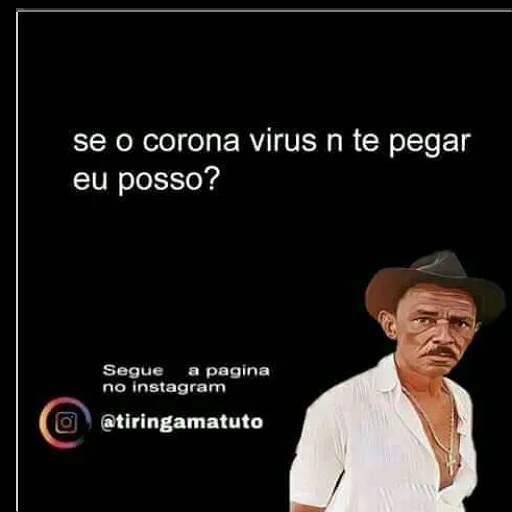 se o corona virus n te pegar
eu posso?
Segue a pagina
no instagram
@tiringamatuto